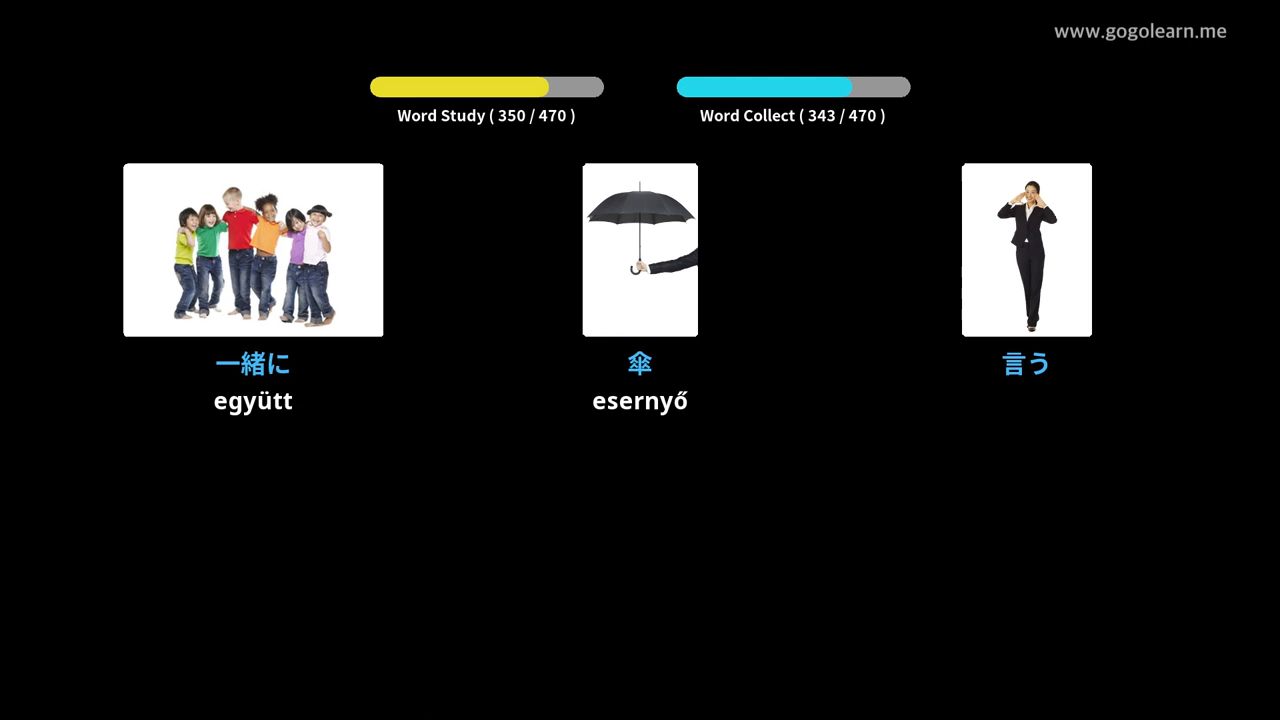 www.gogolearn.me
Word Study ( 350 / 470 )
Word Collect ( 343 / 470 )
一緒に
együtt
傘
esernyő
言う